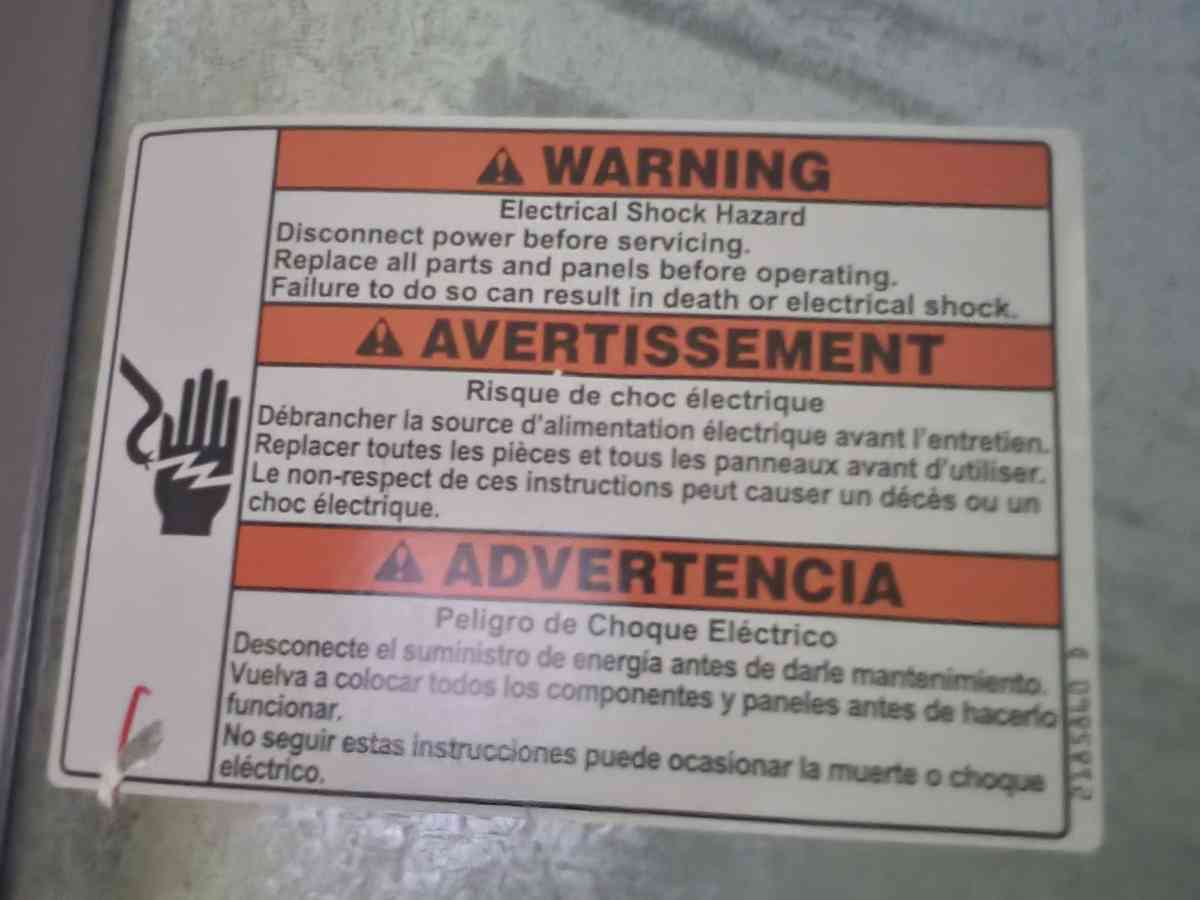 WARNING
Electrical Shock Hazard
Disconnect power before servicing.
Replace all parts and panels before operating.
Failure to do so can result in death or electrical shock.
AVERTISSEMENT
Risque de choc électrique
Débrancher la source d'alimentation électrique avant l'entretien.
Replacer toutes les pièces et tous les panneaux avant d'utiliser.
Le non-respect de ces instructions peut causer un décès ou un
choc électrique.
ADVERTENCIA
Peligro de Choque Eléctrico
Desconecte el suministro de energía antes de darle mantenimiento.
Vuelva a colocar todos los componentes y paneles antes de hacerlo
funcionar.
No seguir estas instrucciones puede ocasionar la muerte o choque
eléctrico.